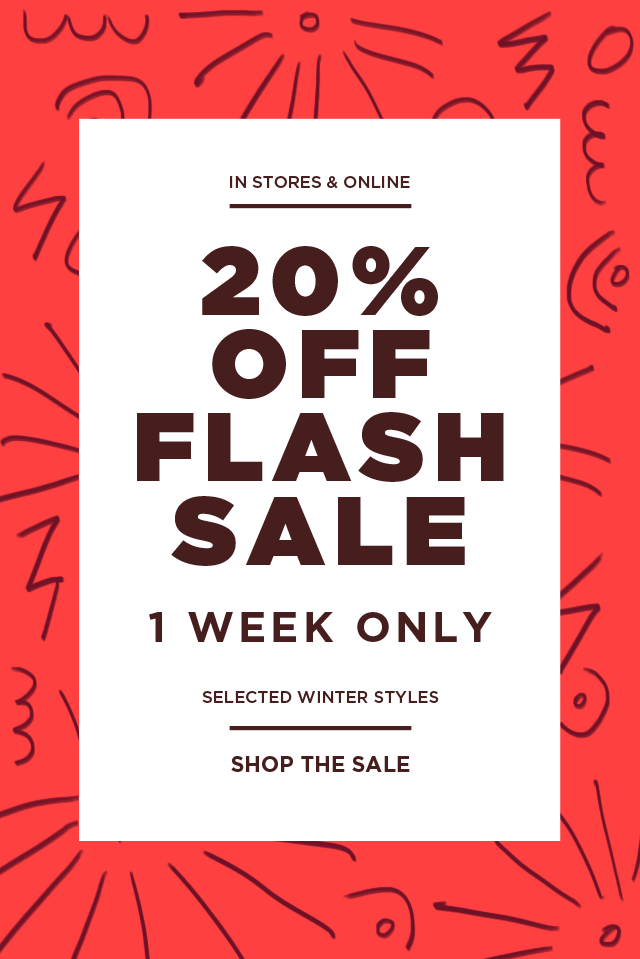 IN STORES & ONLINE
20%
OFF
FLASH
SALE
1 WEEK ONLY
SELECTED WINTER STYLES
SHOP THE SALE